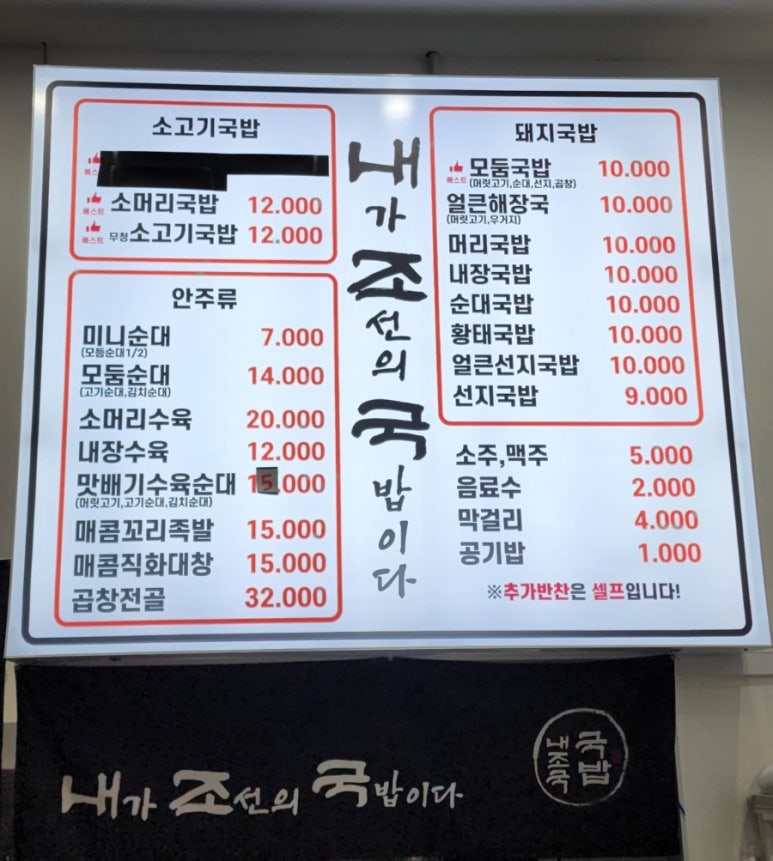 소고기국밥
베스트
베스트 소머리국밥 12.000
베스트 무청소고기국밥 12.000
안주류
미니순대 7.000
(모듬순대1/2)
모둠순대 14.000
(고기순대,김치순대)
소머리수육 20.000
내장수육 12.000
맛배기수육순대 15.000
(머릿고기,고기순대,김치순대)
매콤꼬리족발 15.000
매콤직화대창 15.000
곱창전골 32.000
내가조선의국밥이다
돼지국밥
베스트 모둠국밥 10.000
(머릿고기,순대,선지,곱창)
얼큰해장국 10.000
(머릿고기,우거지)
머리국밥 10.000
내장국밥 10.000
순대국밥 10.000
황태국밥 10.000
얼큰선지국밥 10.000
선지국밥 9.000
소주,맥주 5.000
음료수 2.000
막걸리 4.000
공기밥 1.000
※추가반찬은 셀프입니다!
내가 조선의 국밥이다
내조국
국밥